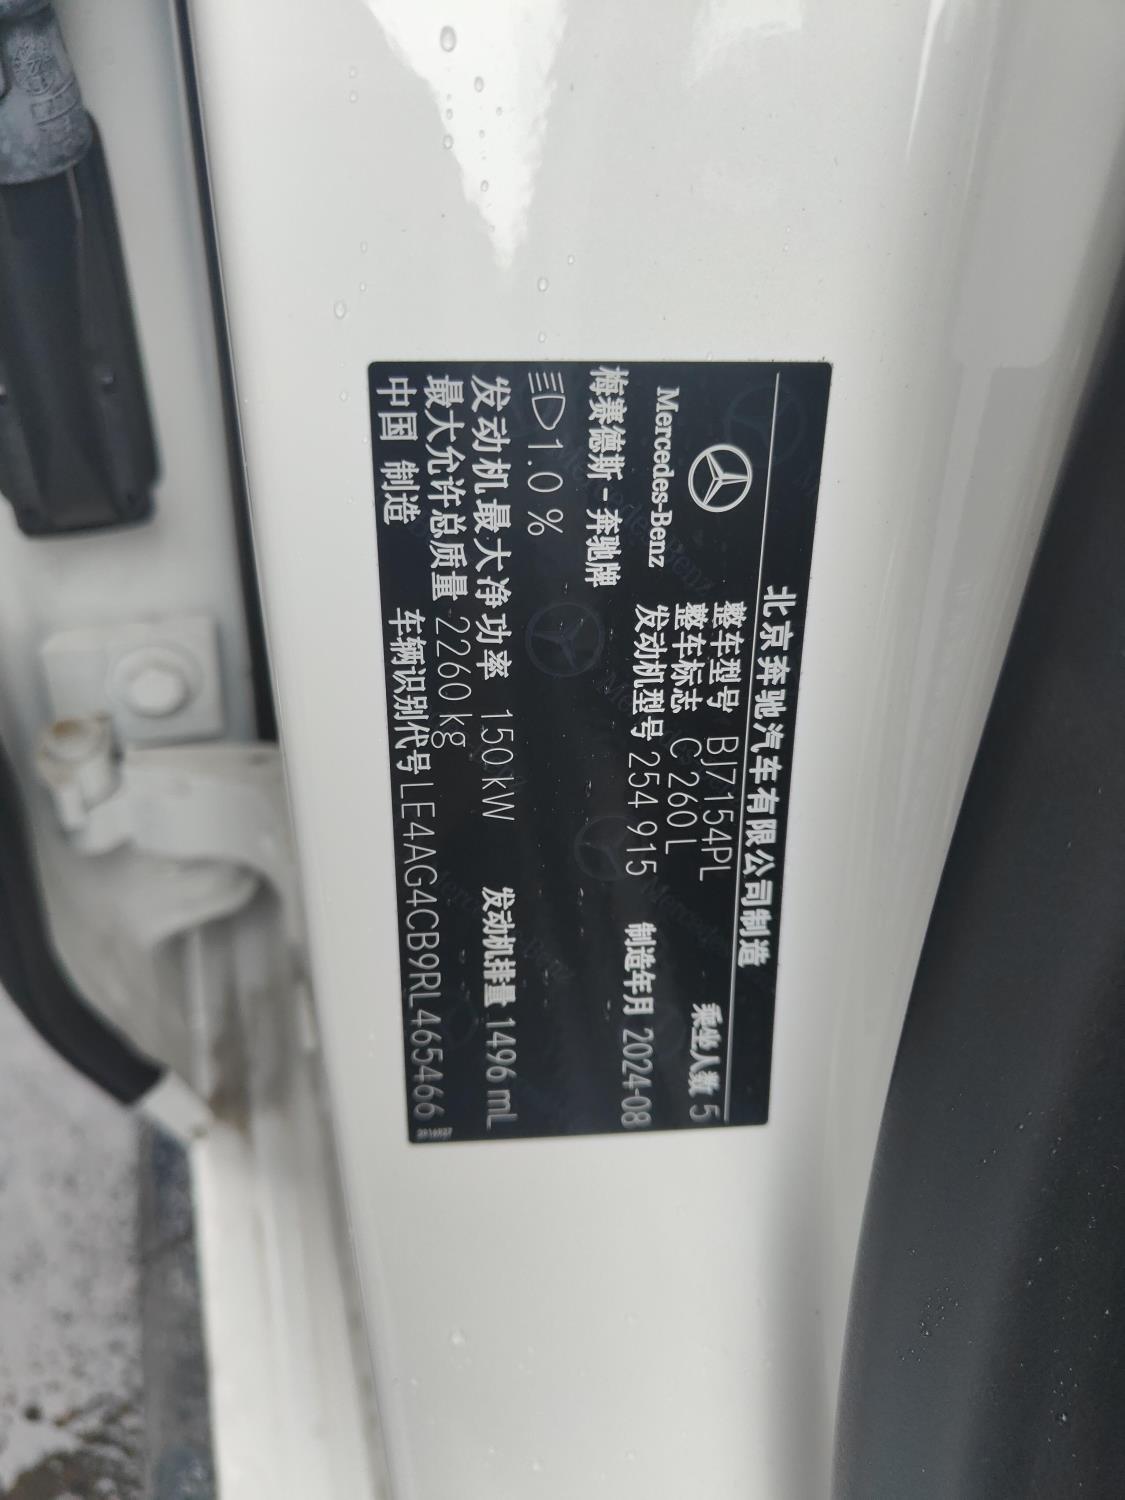 北京奔驰汽车有限公司制造
Mercedes-Benz
梅赛德斯-奔驰牌
整车型号 BJ7154PL
整车标志 C 260 L
乘坐人数 5
发动机型号 254 915
制造年月 2024-08
1.0 %
发动机最大净功率 150 kW
发动机排量 1496 mL
最大允许总质量 2260 kg
中国 制造
车辆识别代号 LE4AG4CB9RL465466